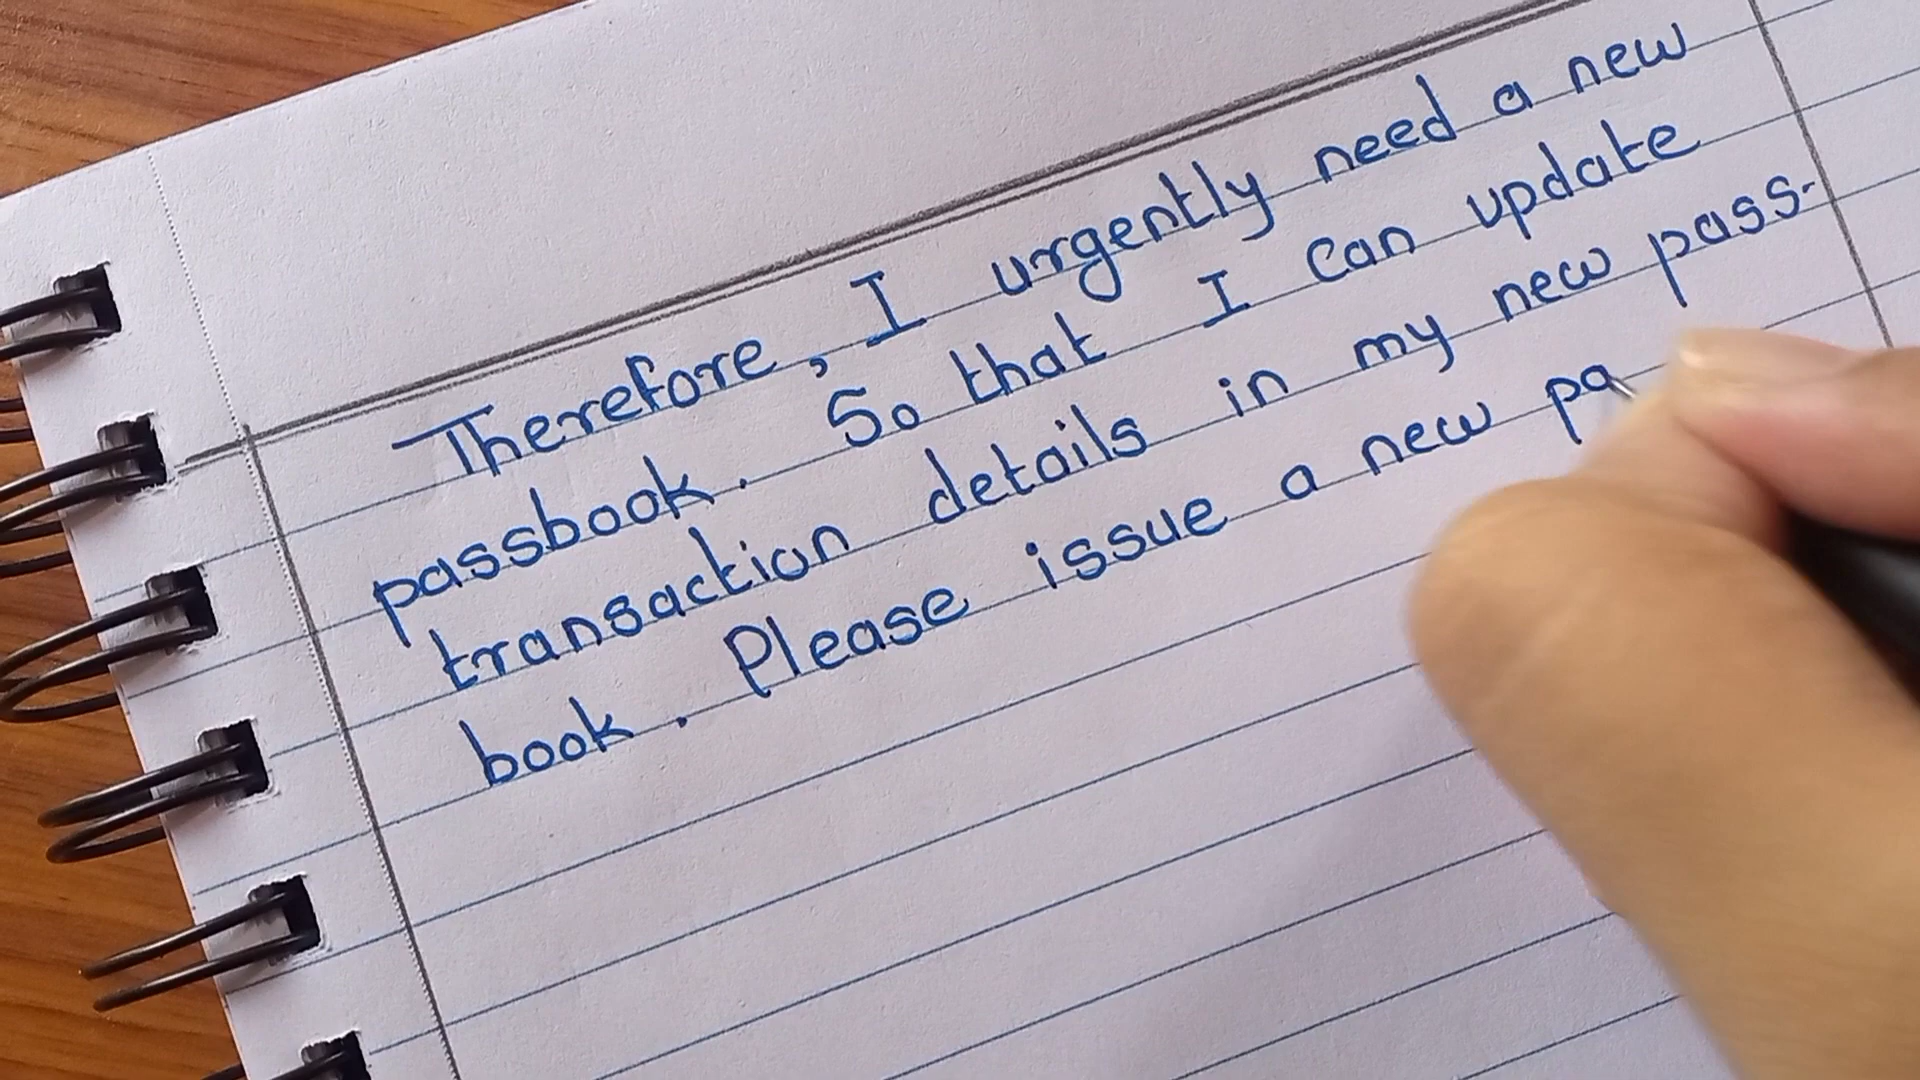 Therefore, I urgently need a new
passbook. So that I can update
transaction details in my new pass-
book. Please issue a new pa